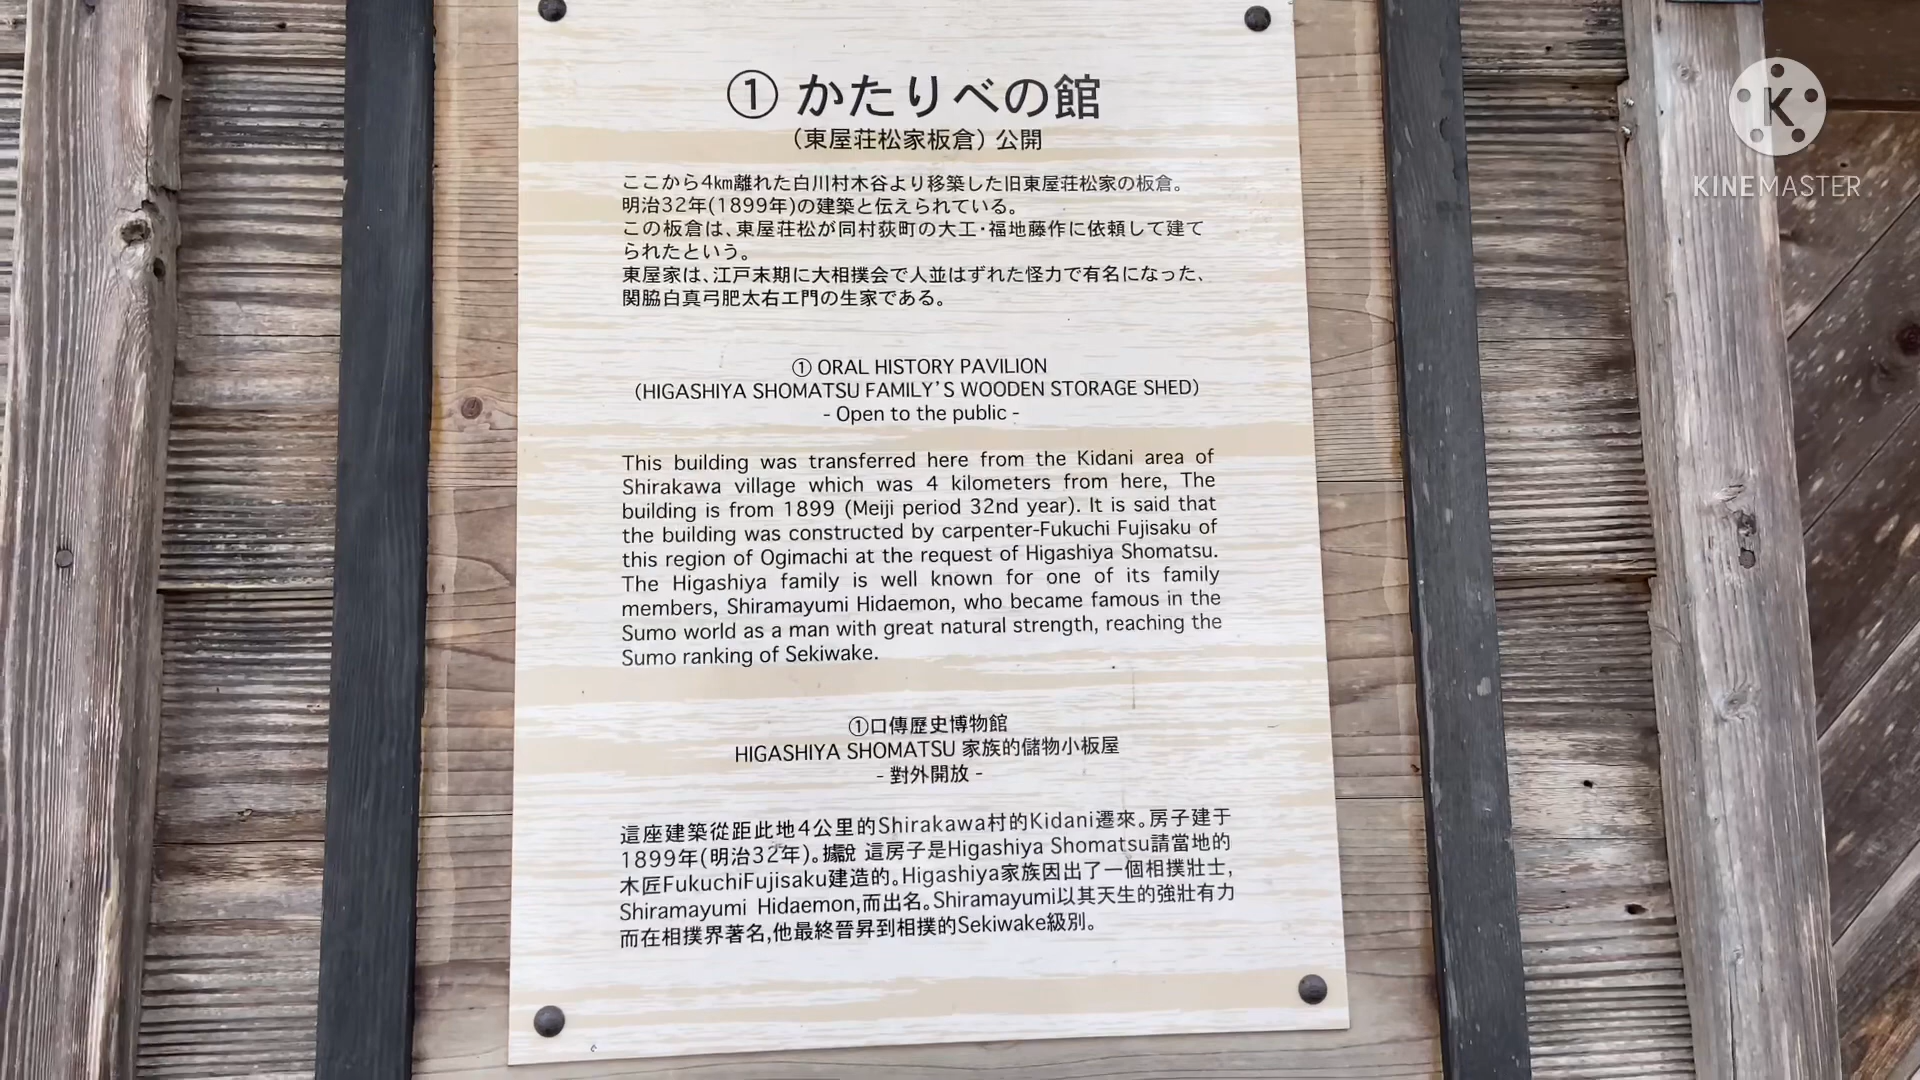 ① かたりべの館
（東屋荘松家板倉）公開
ここから4㎞離れた白川村木谷より移築した旧東屋荘松家の板倉。
明治32年(1899年)の建築と伝えられている。
この板倉は、東屋荘松が同村荻町の大工・福地藤作に依頼して建て
られたという。
東屋家は、江戸末期に大相撲会で人並はずれた怪力で有名になった、
関脇白真弓肥太右エ門の生家である。
① ORAL HISTORY PAVILION
（HIGASHIYA SHOMATSU FAMILY’S WOODEN STORAGE SHED）
- Open to the public -
This building was transferred here from the Kidani area of
Shirakawa village which was 4 kilometers from here, The
building is from 1899 (Meiji period 32nd year). It is said that
the building was constructed by carpenter-Fukuchi Fujisaku of
this region of Ogimachi at the request of Higashiya Shomatsu.
The Higashiya family is well known for one of its family
members, Shiramayumi Hidaemon, who became famous in the
Sumo world as a man with great natural strength, reaching the
Sumo ranking of Sekiwake.
①口傳歷史博物館
HIGASHIYA SHOMATSU 家族的儲物小板屋
- 對外開放 -
這座建築從距此地4公里的Shirakawa村的Kidani遷來。房子建于
1899年(明治32年)。據說 這房子是Higashiya Shomatsu請當地的
木匠FukuchiFujisaku建造的。Higashiya家族因出了一個相撲壯士,
Shiramayumi Hidaemon,而出名。Shiramayumi以其天生的強壯有力
而在相撲界著名,他最終晉昇到相撲的Sekiwake級別。
K
KINEMASTER